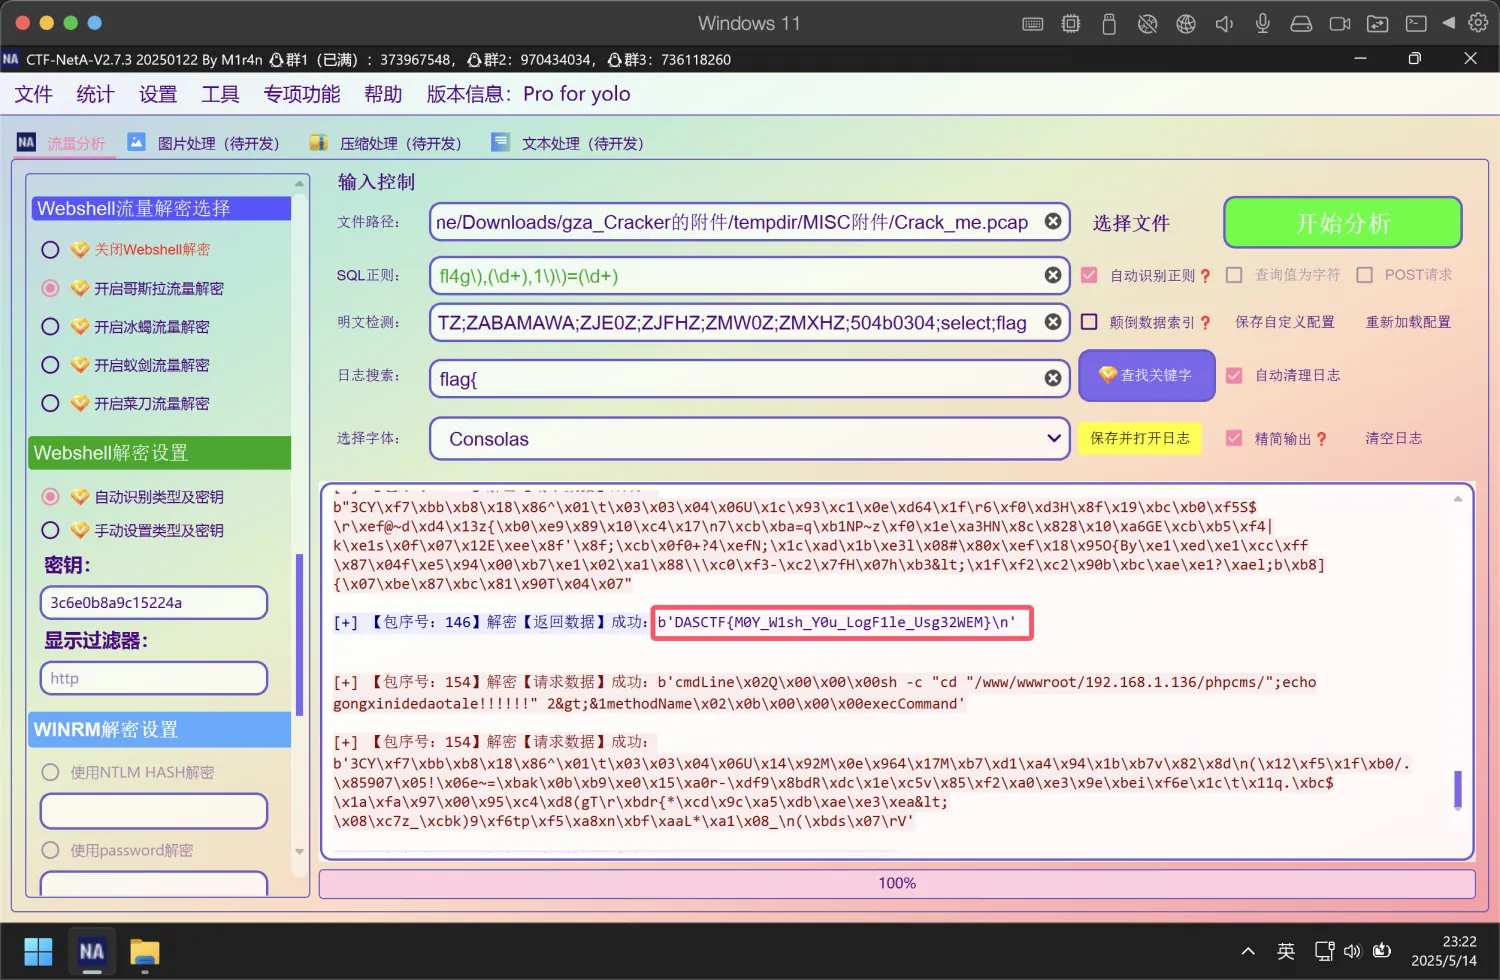 Windows 11
CTF-NetA-V2.7.3 20250122 By M1r4n 群1（已满）: 373967548, 群2: 970434034, 群3: 736118260
文件 统计 设置 工具 专项功能 帮助 版本信息: Pro for yolo
NA 流量分析 图片处理（待开发） 压缩处理（待开发） 文本处理（待开发）
Webshell流量解密选择
关闭Webshell解密
开启哥斯拉流量解密
开启冰蝎流量解密
开启蚁剑流量解密
开启菜刀流量解密
Webshell解密设置
自动识别类型及密钥
手动设置类型及密钥
密钥:
3c6e0b8a9c15224a
显示过滤器:
http
WINRM解密设置
使用NTLM HASH解密
使用password解密
输入控制
文件路径: ne/Downloads/gza_Cracker的附件/tempdir/MISC附件/Crack_me.pcap 选择文件 开始分析
SQL正则: fl4g\),(\d+),1\)\)=(\d+) 自动识别正则 ? 查询值为字符 POST请求
明文检测: TZ;ZABAMAWA;ZJE0Z;ZJFHZ;ZMW0Z;ZMXHZ;504b0304;select;flag 颠倒数据索引 ? 保存自定义配置 重新加载配置
日志搜索: flag{ 查找关键字 自动清理日志
选择字体: Consolas 保存并打开日志 精简输出 ? 清空日志
b"3CY\xf7\xbb\xb8\x18\x86^\x01\t\x03\x03\x04\x06U\x1c\x93\xc1\x0e\xd64\x1f\r6\xf0\xd3H\x8f\x19\xbc\xb0\xf5S$
\r\xef@~d\xd4\x13z{\xb0\xe9\x89\x10\xc4\x17\n7\xcb\xba=q\xb1NP~z\xf0\x1e\xa3HN\x8c\x828\x10\xa6GE\xcb\xb5\xf4|
k\xe1s\x0f\x07\x12E\xee\x8f'\x8f;\xcb\x0f0+?4\xefN;\x1c\xad\x1b\xe3l\x08#\x80x\xef\x18\x95O{By\xe1\xed\xe1\xcc\xff
\x87\x04f\xe5\x94\x00\xb7\xe1\x02\xa1\x88\\\xc0\xf3-\xc2\x7fH\x07h\xb3&lt;\x1f\xf2\xc2\x90b\xbc\xae\xe1?\xael;b\xb8]
{\x07\xbe\x87\xbc\x81\x90T\x04\x07"
[+] 【包序号: 146】解密【返回数据】成功: b'DASCTF{M0Y_W1sh_Y0u_LogF1le_Usg32WEM}\n'
[+] 【包序号: 154】解密【请求数据】成功: b'cmdLine\x02Q\x00\x00\x00sh -c "cd "/www/wwwroot/192.168.1.136/phpcms/";echo
gongxinidedaotale!!!!!!" 2&gt;&1methodName\x02\x0b\x00\x00\x00execCommand'
[+] 【包序号: 154】解密【请求数据】成功:
b'3CY\xf7\xbb\xb8\x18\x86^\x01\t\x03\x03\x04\x06U\x14\x92M\x0e\x964\x17M\xb7\xd1\xa4\x94\x1b\xb7v\x82\x8d\n(\x12\xf5\x1f\xb0/.
\x85907\x05!\x06e~=\xbak\x0b\xb9\xe0\x15\xa0r-\xdf9\x8bdR\xdc\x1e\xc5v\x85\xf2\xa0\xe3\x9e\xbei\xf6e\x1c\t\x11q.\xbc$
\x1a\xfa\x97\x00\x95\xc4\xd8(gT\r\xbdr{*\xcd\x9c\xa5\xdb\xae\xe3\xea&lt;
\x08\xc7z_\xcbk)9\xf6tp\xf5\xa8xn\xbf\xaaL*\xa1\x08_\n(\xbds\x07\rV'
100%
NA
英
23:22
2025/5/14